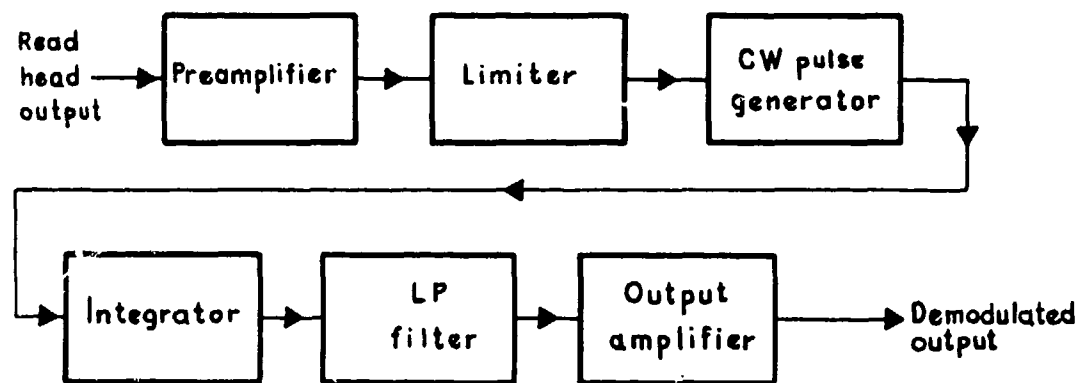 Read
head
output
Preamplifier
Limiter
CW pulse
generator
Integrator
LP
filter
Output
amplifier
Demodulated
output